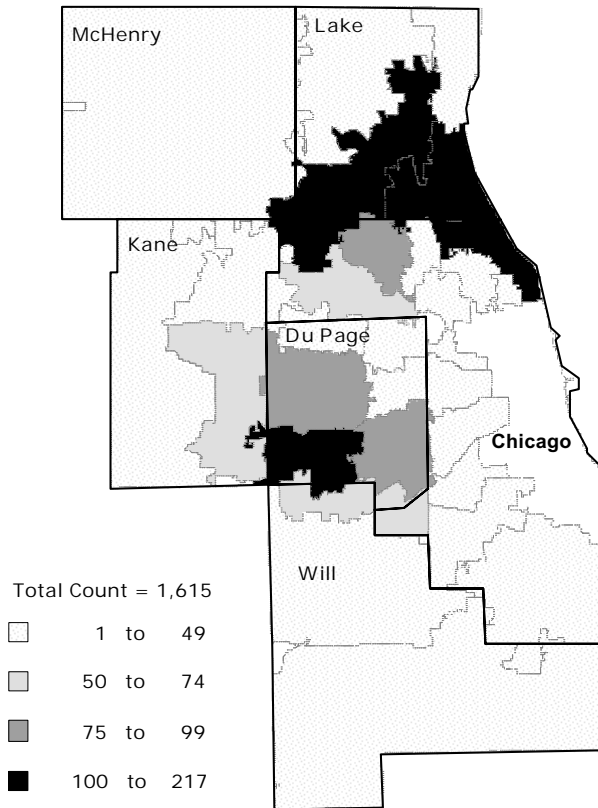 McHenry
Lake
Kane
Du Page
Chicago
Will
Total Count = 1,615
1 to 49
50 to 74
75 to 99
100 to 217